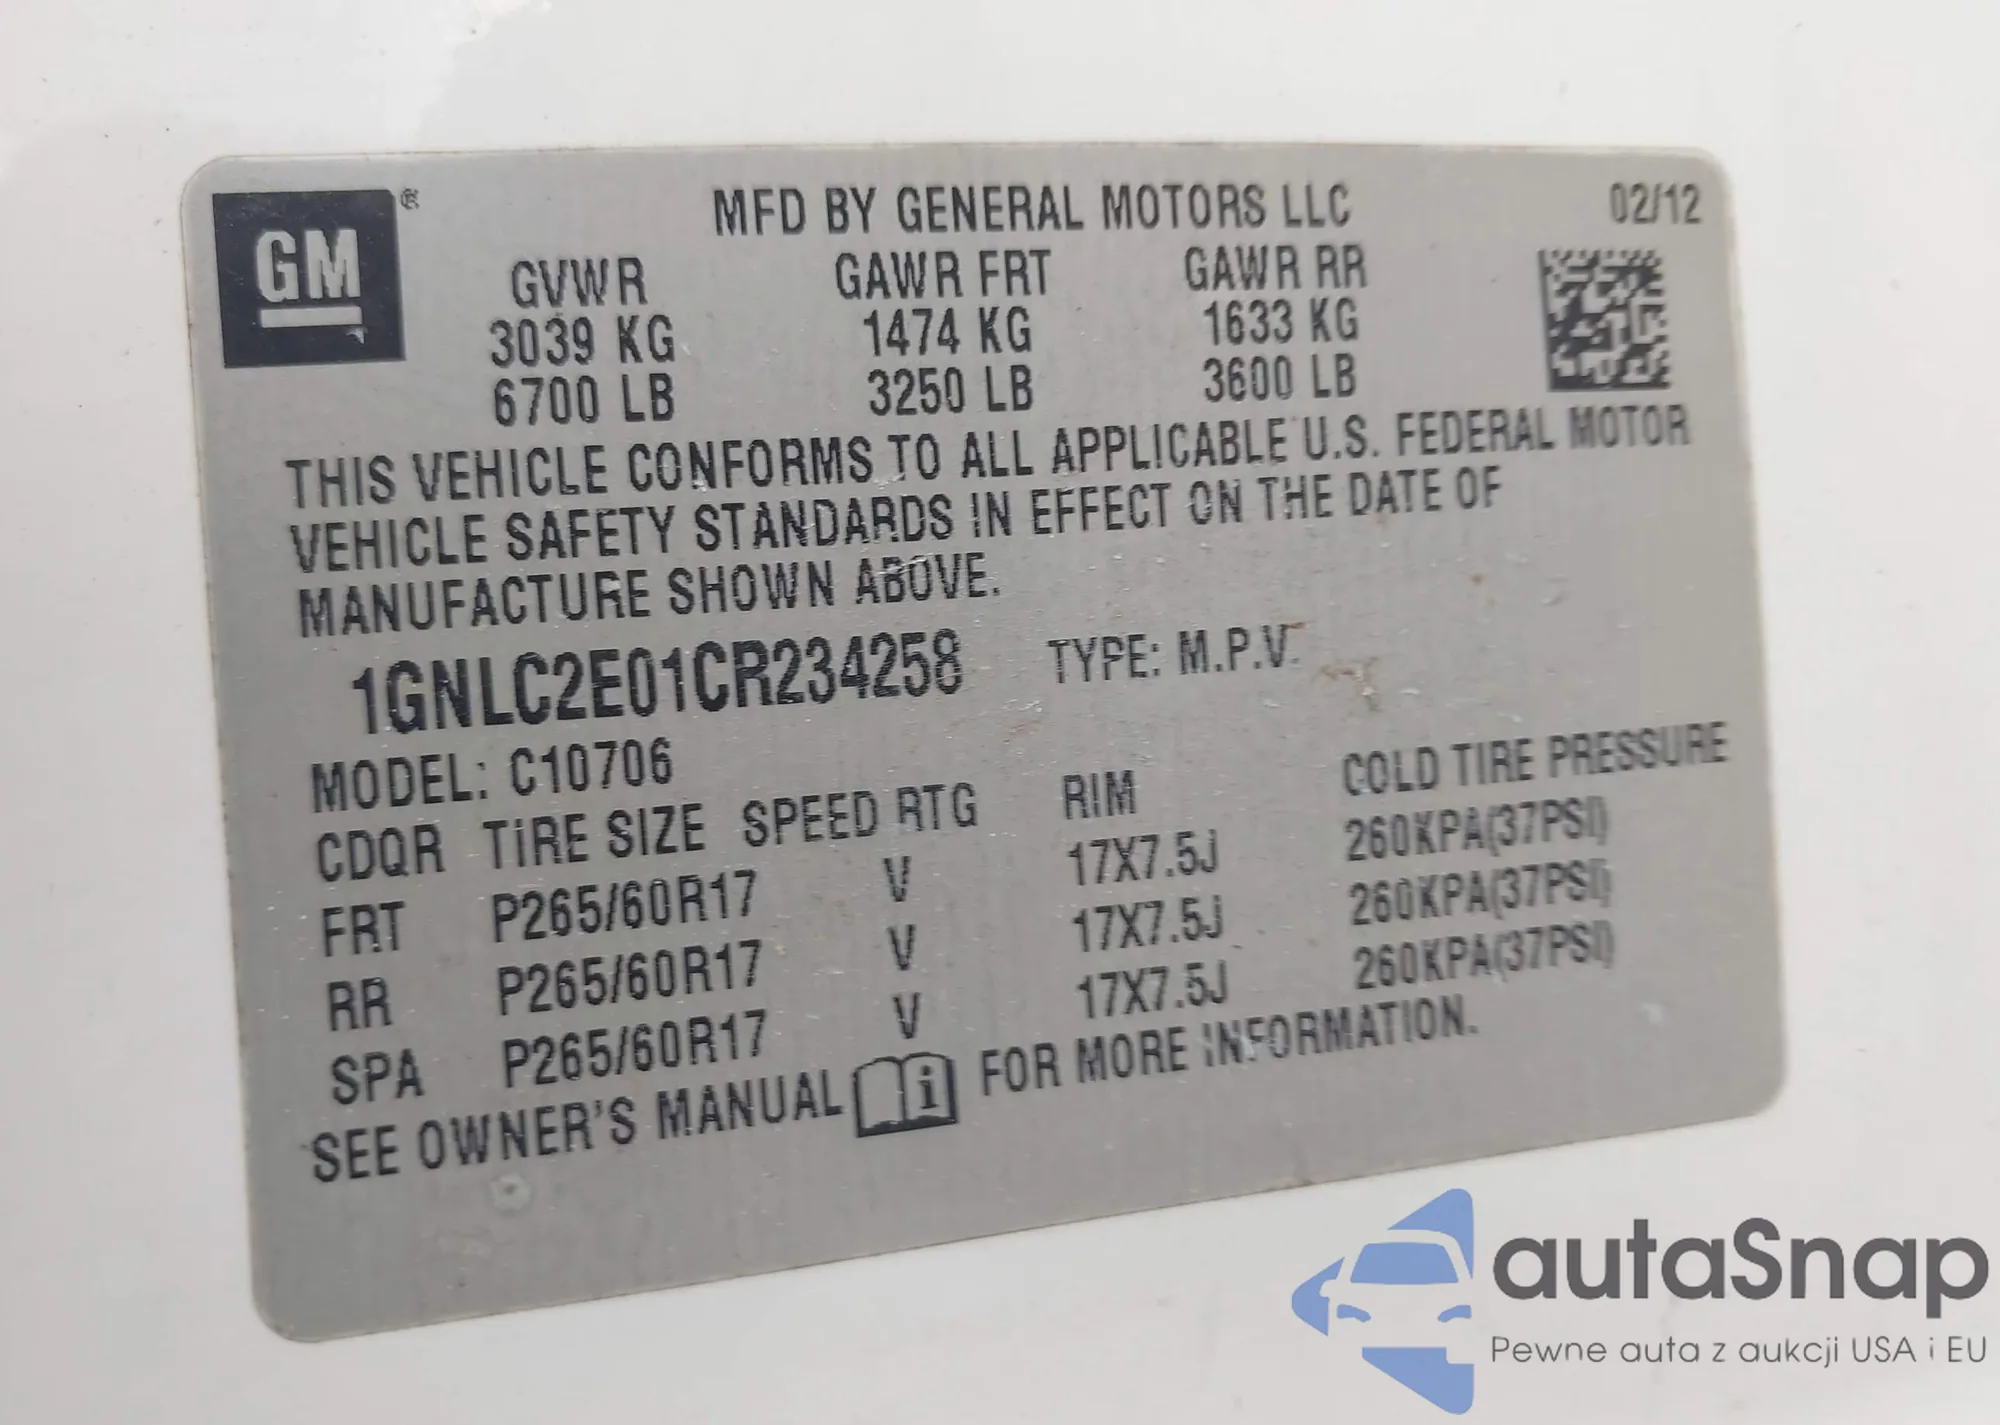 GM
MFD BY GENERAL MOTORS LLC 02/12
GVWR GAWR FRT GAWR RR
3039 KG 1474 KG 1633 KG
6700 LB 3250 LB 3600 LB
THIS VEHICLE CONFORMS TO ALL APPLICABLE U.S. FEDERAL MOTOR
VEHICLE SAFETY STANDARDS IN EFFECT ON THE DATE OF
MANUFACTURE SHOWN ABOVE.
1GNLC2E01CR234258 TYPE: M.P.V.
MODEL: C10706
CDQR TIRE SIZE SPEED RTG RIM COLD TIRE PRESSURE
FRT P265/60R17 V 17X7.5J 260KPA(37PSI)
RR P265/60R17 V 17X7.5J 260KPA(37PSI)
SPA P265/60R17 V 17X7.5J 260KPA(37PSI)
SEE OWNER'S MANUAL i FOR MORE INFORMATION.
autaSnap
Pewne auta z aukcji USA i EU